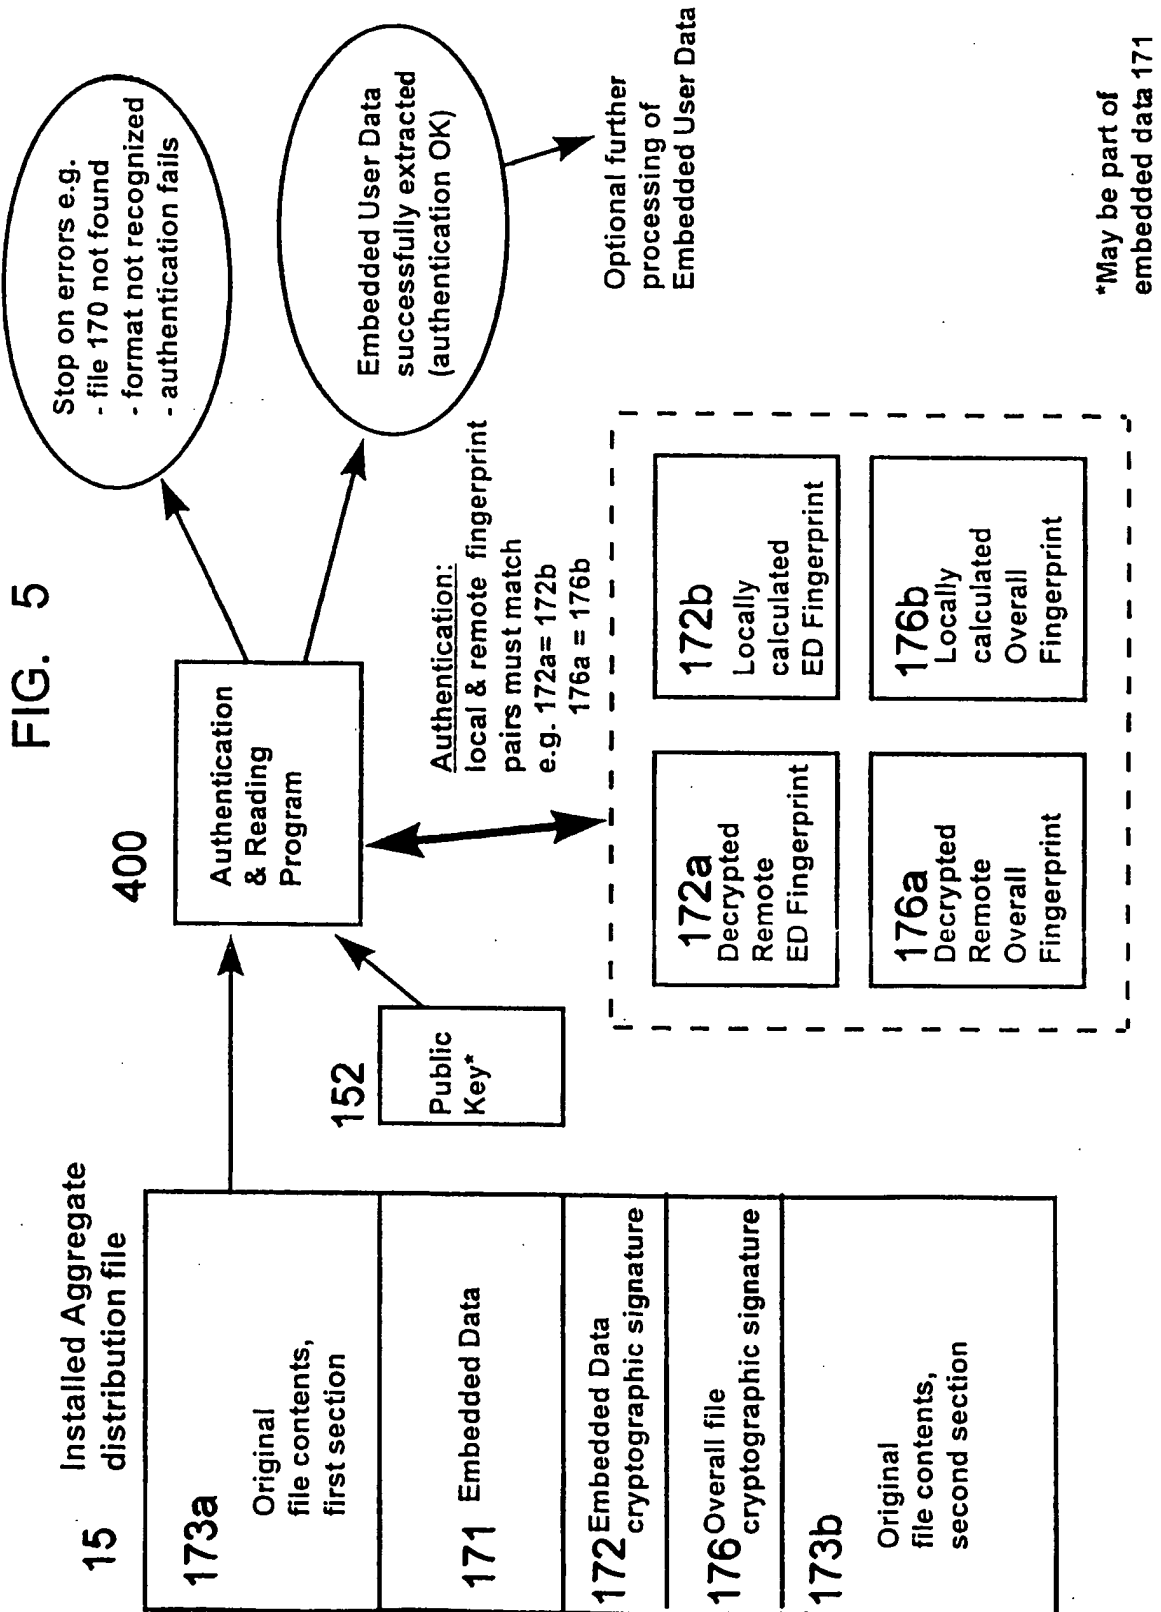 FIG. 5
15
Installed Aggregate
distribution file
173a
Original
file contents,
first section
171
Embedded Data
172
Embedded Data
cryptographic signature
176
Overall file
cryptographic signature
173b
Original
file contents,
second section
152
Public
Key*
400
Authentication
& Reading
Program
Stop on errors e.g.
- file 170 not found
- format not recognized
- authentication fails
Embedded User Data
successfully extracted
(authentication OK)
Optional further
processing of
Embedded User Data
Authentication:
local & remote fingerprint
pairs must match
e.g. 172a= 172b
176a = 176b
172a
Decrypted
Remote
ED Fingerprint
172b
Locally
calculated
ED Fingerprint
176a
Decrypted
Remote
Overall
Fingerprint
176b
Locally
calculated
Overall
Fingerprint
*May be part of
embedded data 171